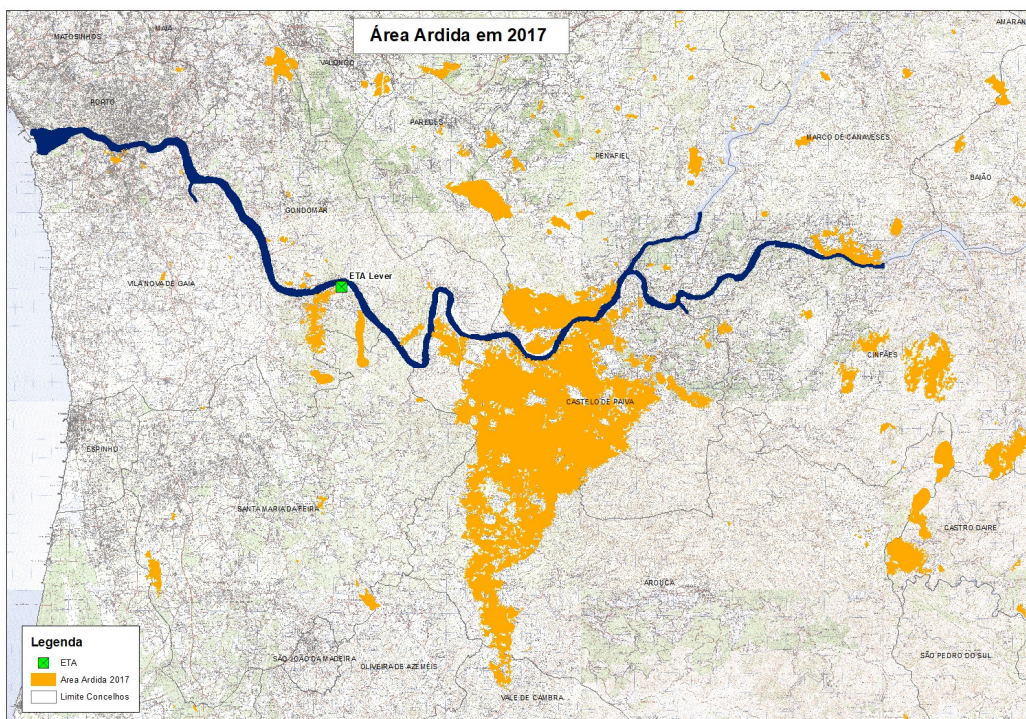 Área Ardida em 2017
AMARAN
MAIA
MATOSINHOS
VALONGO
PORTO
PAREDES
MARCO DE CANAVESES
PENAFIEL
BAIÃO
GONDOMAR
ETA Lever
VILA NOVA DE GAIA
CINFÃES
CASTELO DE PAIVA
ESPINHO
SANTA MARIA DA FEIRA
CASTRO DAIRE
AROUCA
SÃO JOÃO DA MADEIRA
OLIVEIRA DE AZEMÉIS
SÃO PEDRO DO SUL
VALE DE CAMBRA
Legenda
ETA
Area Ardida 2017
Limite Concelhos